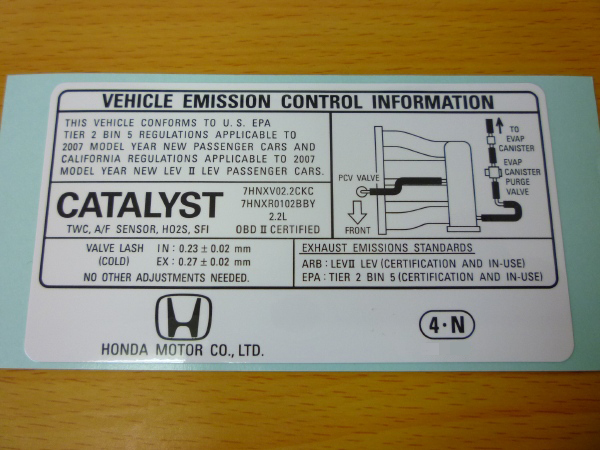 VEHICLE EMISSION CONTROL INFORMATION
THIS VEHICLE CONFORMS TO U.S. EPA
TIER 2 BIN 5 REGULATIONS APPLICABLE TO
2007 MODEL YEAR NEW PASSENGER CARS AND
CALIFORNIA REGULATIONS APPLICABLE TO 2007
MODEL YEAR NEW LEV II LEV PASSENGER CARS.
CATALYST
TWC, A/F SENSOR, HO2S, SFI
7HNXV02.2CKC
7HNXR0102BBY
2.2L
OBD II CERTIFIED
PCV VALVE
FRONT
TO
EVAP
CANISTER
EVAP
CANISTER
PURGE
VALVE
VALVE LASH IN: 0.23 ± 0.02 mm
(COLD) EX: 0.27 ± 0.02 mm
NO OTHER ADJUSTMENTS NEEDED.
EXHAUST EMISSIONS STANDARDS
ARB: LEVII LEV (CERTIFICATION AND IN-USE)
EPA: TIER 2 BIN 5 (CERTIFICATION AND IN-USE)
HONDA MOTOR CO., LTD.
4·N